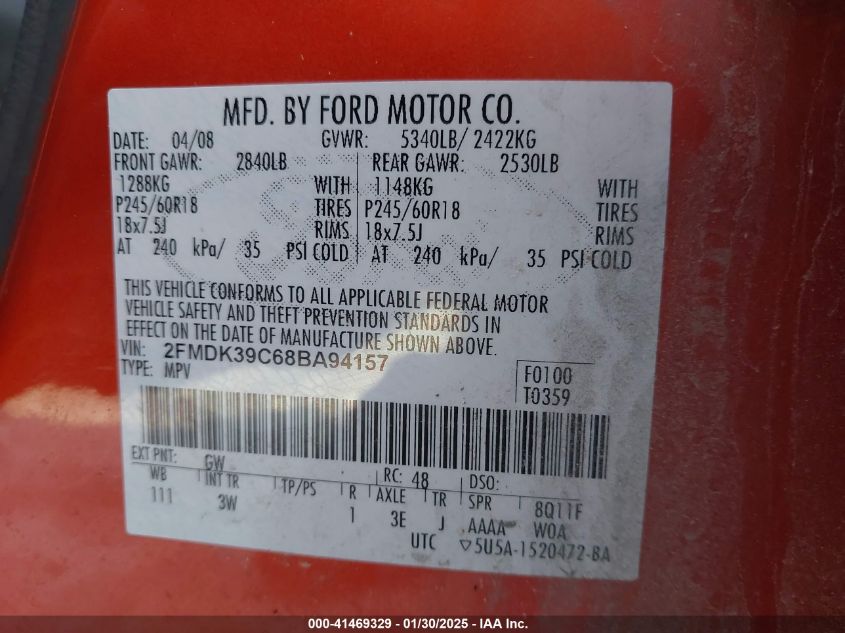 MFD. BY FORD MOTOR CO.
DATE: 04/08 GVWR: 5340LB/ 2422KG
FRONT GAWR: 2840LB REAR GAWR: 2530LB
1288KG WITH 1148KG WITH
P245/60R18 TIRES P245/60R18 TIRES
18x7.5J RIMS 18x7.5J RIMS
AT 240 kPa/ 35 PSI COLD AT 240 kPa/ 35 PSI COLD
THIS VEHICLE CONFORMS TO ALL APPLICABLE FEDERAL MOTOR
VEHICLE SAFETY AND THEFT PREVENTION STANDARDS IN
EFFECT ON THE DATE OF MANUFACTURE SHOWN ABOVE.
VIN: 2FMDK39C68BA94157
TYPE: MPV
F0100
T0359
EXT PNT: GW RC: 48 DSO:
WB INT TR TP/PS R AXLE TR SPR 8Q11F
111 3W 1 3E J AAAA W0A
UTC ▽5U5A-1520472-BA
000-41469329 - 01/30/2025 - IAA Inc.